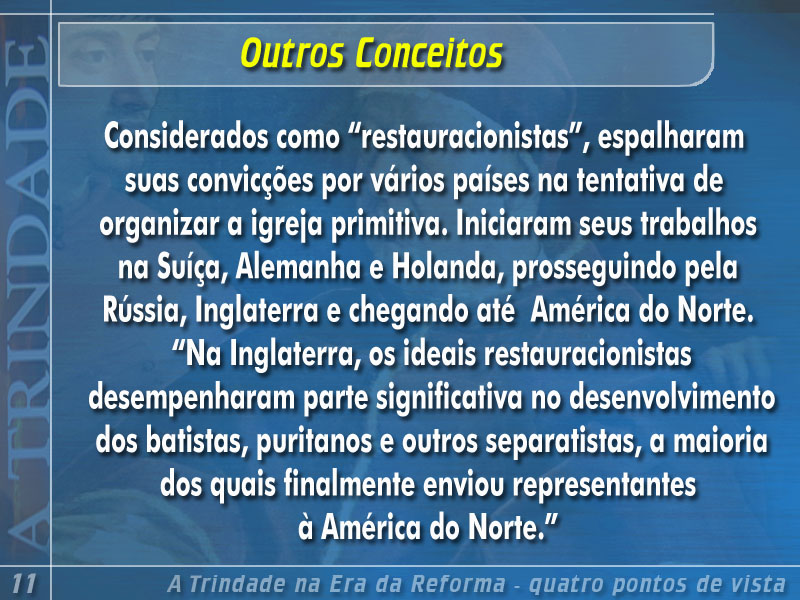 Outros Conceitos
A TRINDADE
Considerados como “restauracionistas”, espalharam
suas convicções por vários países na tentativa de
organizar a igreja primitiva. Iniciaram seus trabalhos
na Suíça, Alemanha e Holanda, prosseguindo pela
Rússia, Inglaterra e chegando até América do Norte.
“Na Inglaterra, os ideais restauracionistas
desempenharam parte significativa no desenvolvimento
dos batistas, puritanos e outros separatistas, a maioria
dos quais finalmente enviou representantes
à América do Norte.”
11
A Trindade na Era da Reforma - quatro pontos de vista